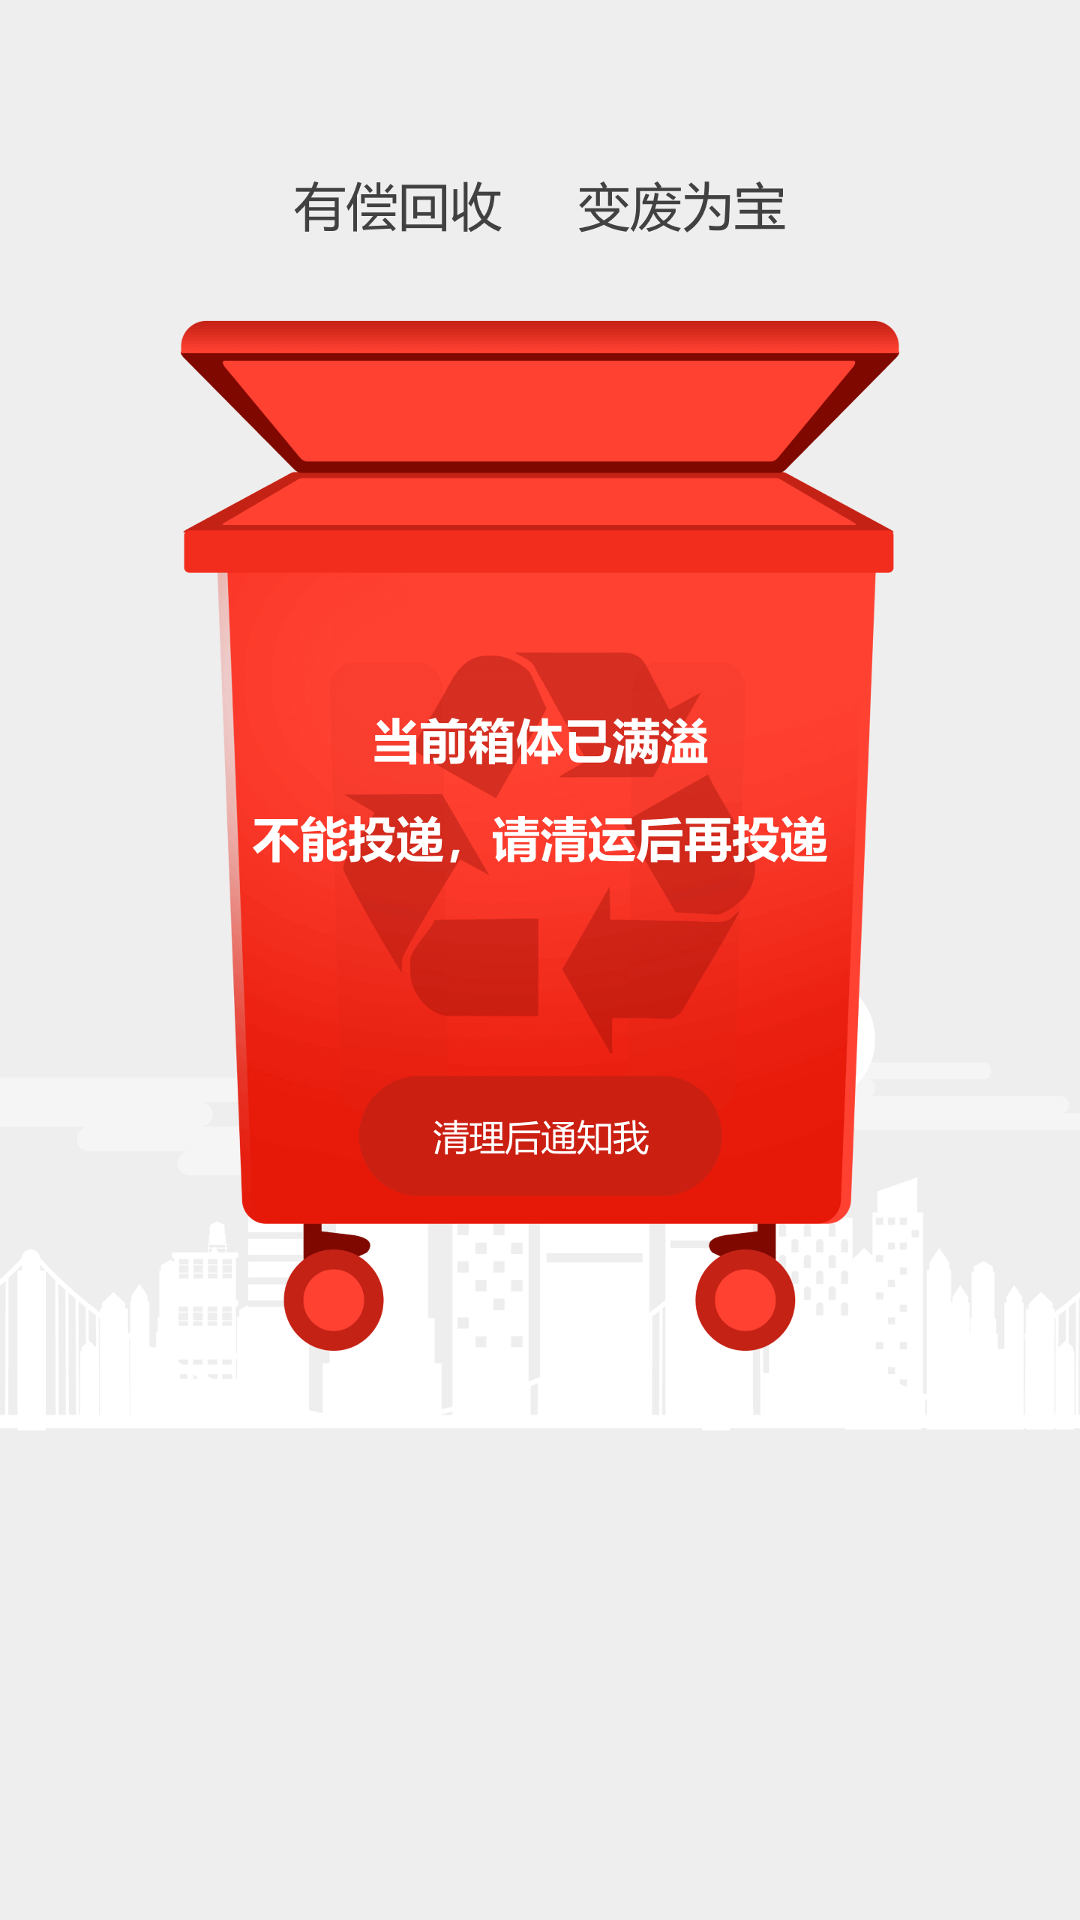 有偿回收 变废为宝
当前箱体已满溢
不能投递，请清运后再投递
清理后通知我